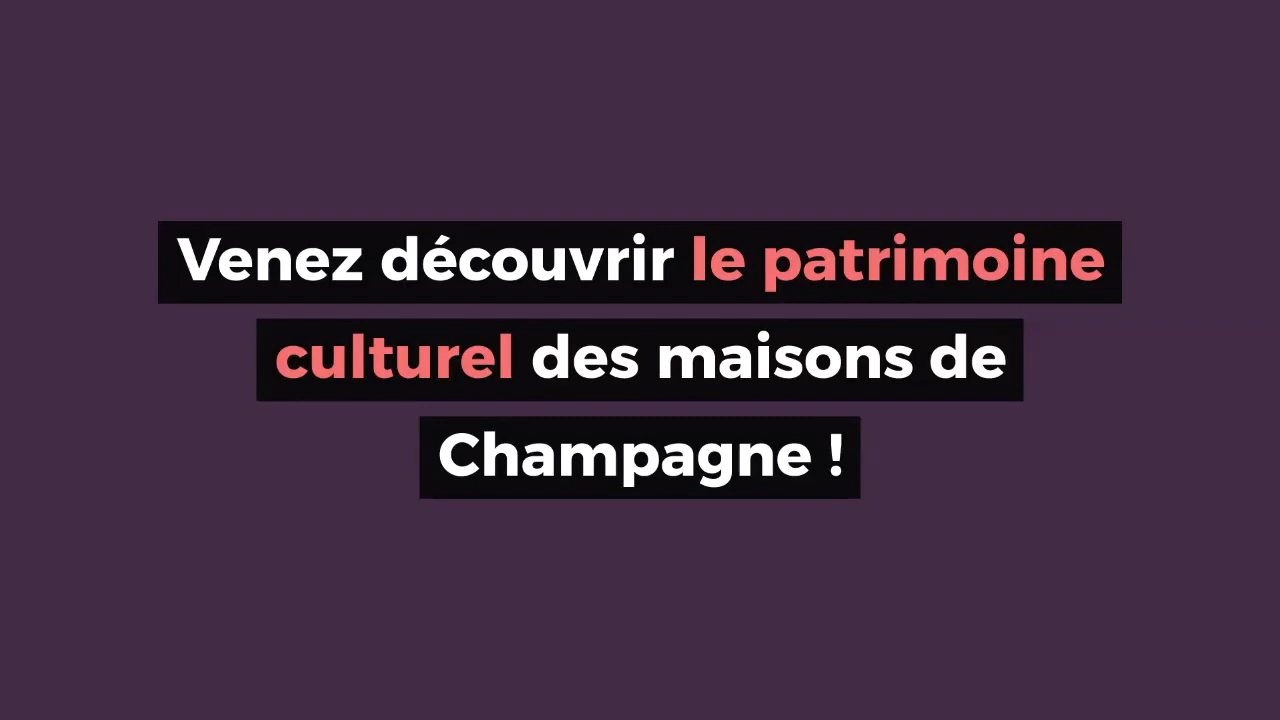 Venez découvrir le patrimoine
culturel des maisons de
Champagne !